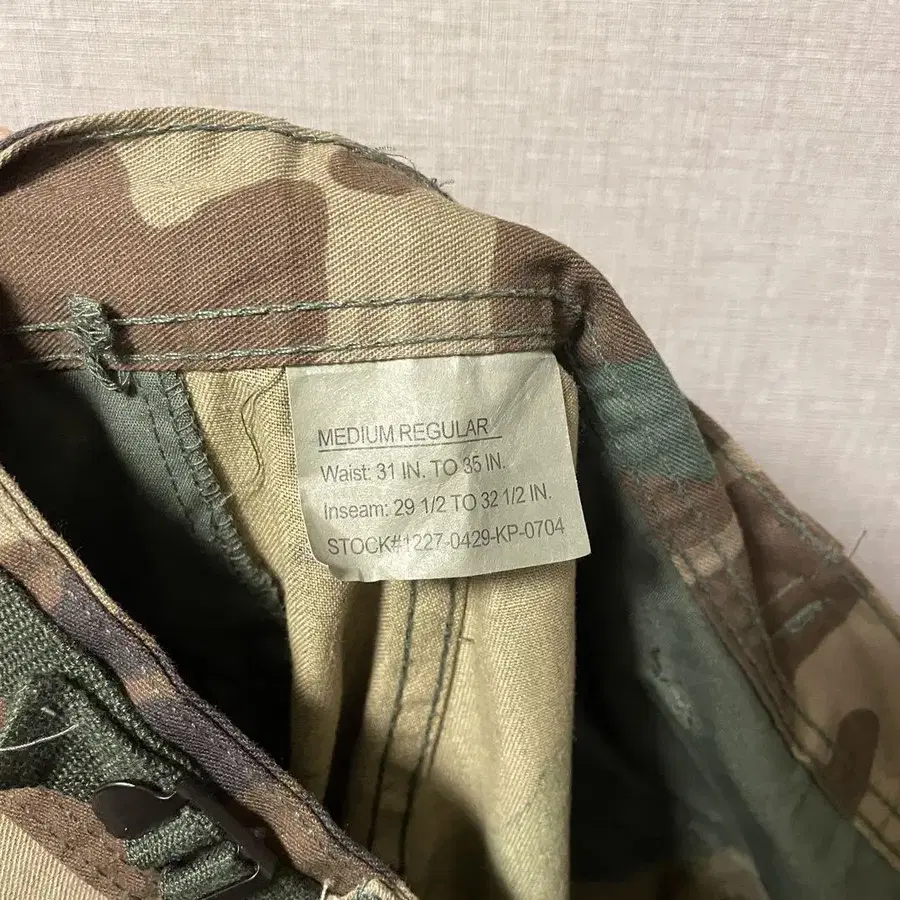 MEDIUM REGULAR
Waist: 31 IN. TO 35 IN.
Inseam: 29 1/2 TO 32 1/2 IN.
STOCK#1227-0429-KP-0704